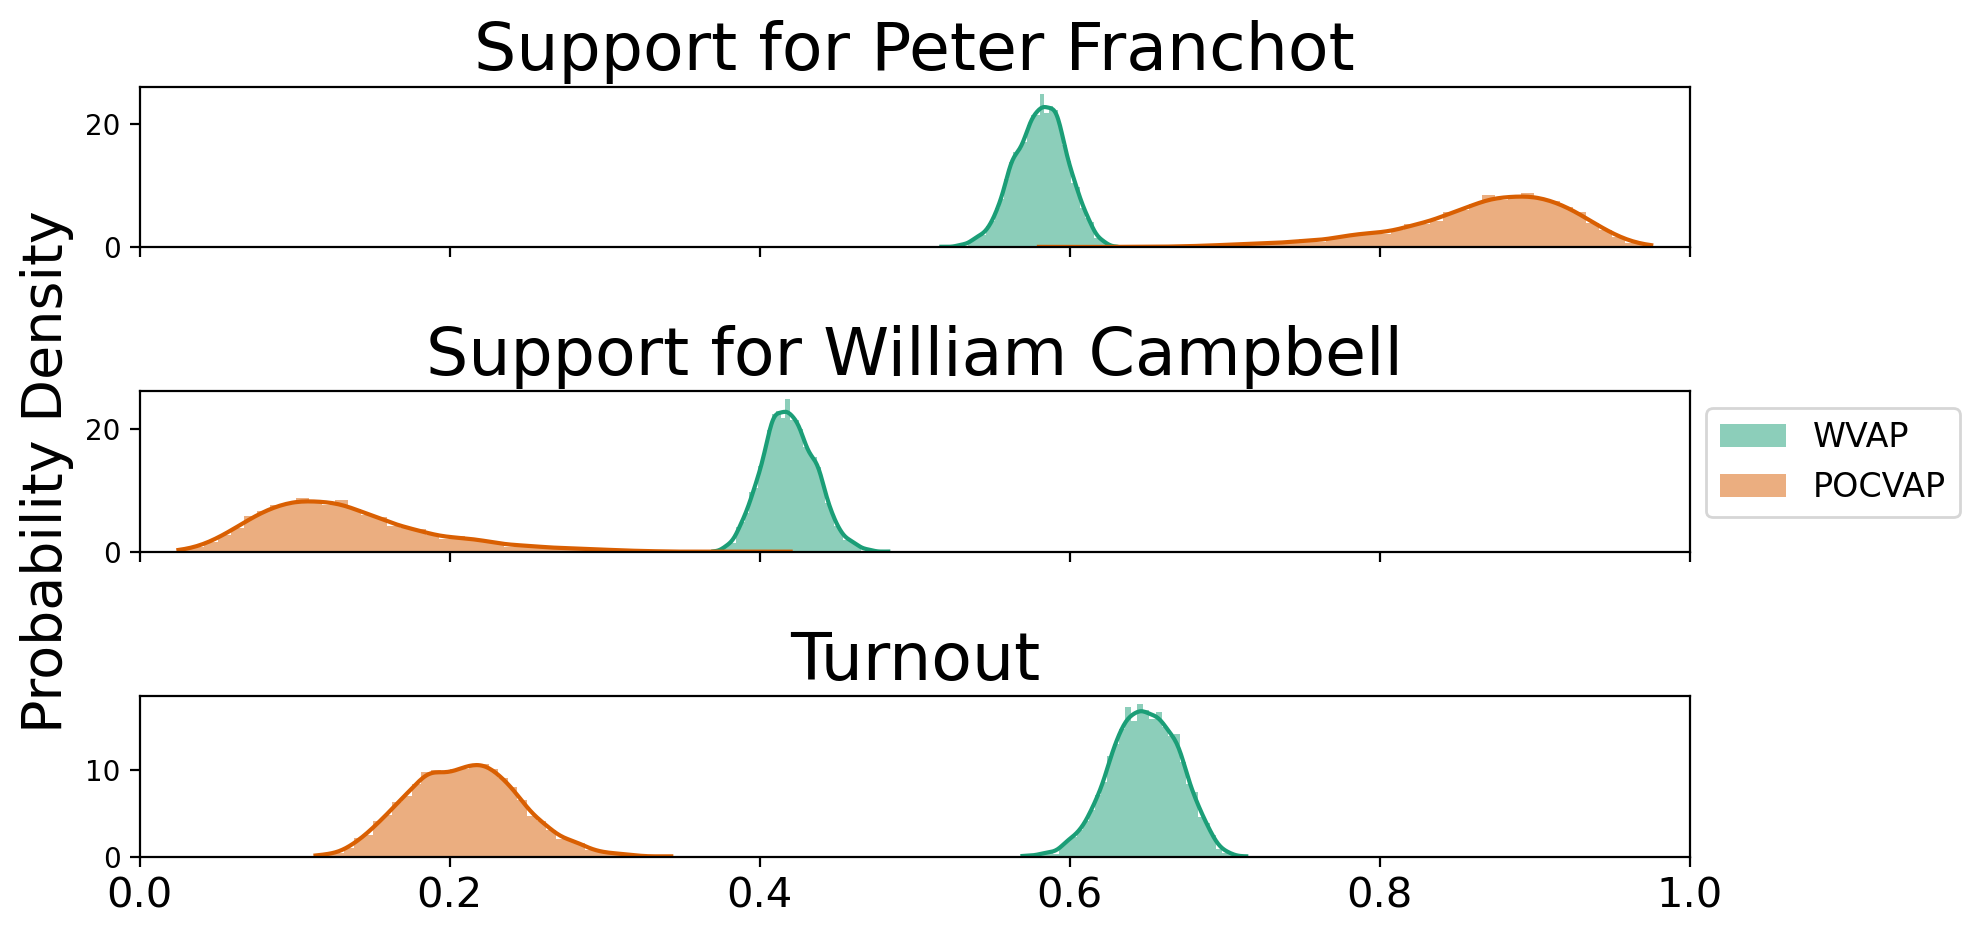 Support for Peter Franchot
20
0
Support for William Campbell
20
0
Probability Density
WVAP
POCVAP
Turnout
10
0
0.0 0.2 0.4 0.6 0.8 1.0